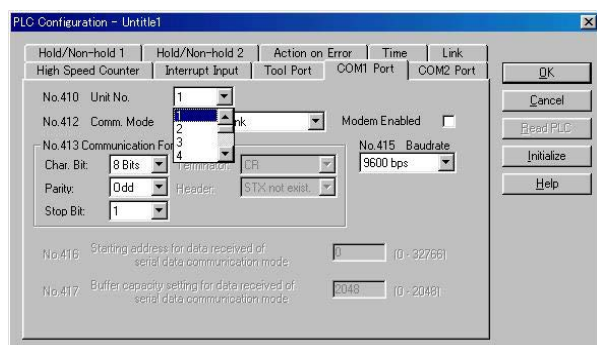 PLC Configuration - Untitle1
Hold/Non-hold 1 Hold/Non-hold 2 Action on Error Time Link
High Speed Counter Interrupt Input Tool Port COM1 Port COM2 Port
OK
Cancel
Read PLC
Initialize
Help
No.410 Unit No. 1
1
2
3
4
No.412 Comm. Mode nk Modem Enabled
No.413 Communication For
No.415 Baudrate
Char. Bit: 8 Bits Terminator: CR 9600 bps
Parity: Odd Header: STX not exist.
Stop Bit: 1
No.416 Starting address for data received of
serial data communication mode 0 (0 - 32766)
No.417 Buffer capacity setting for data received of
serial data communication mode 2048 (0 - 2048)